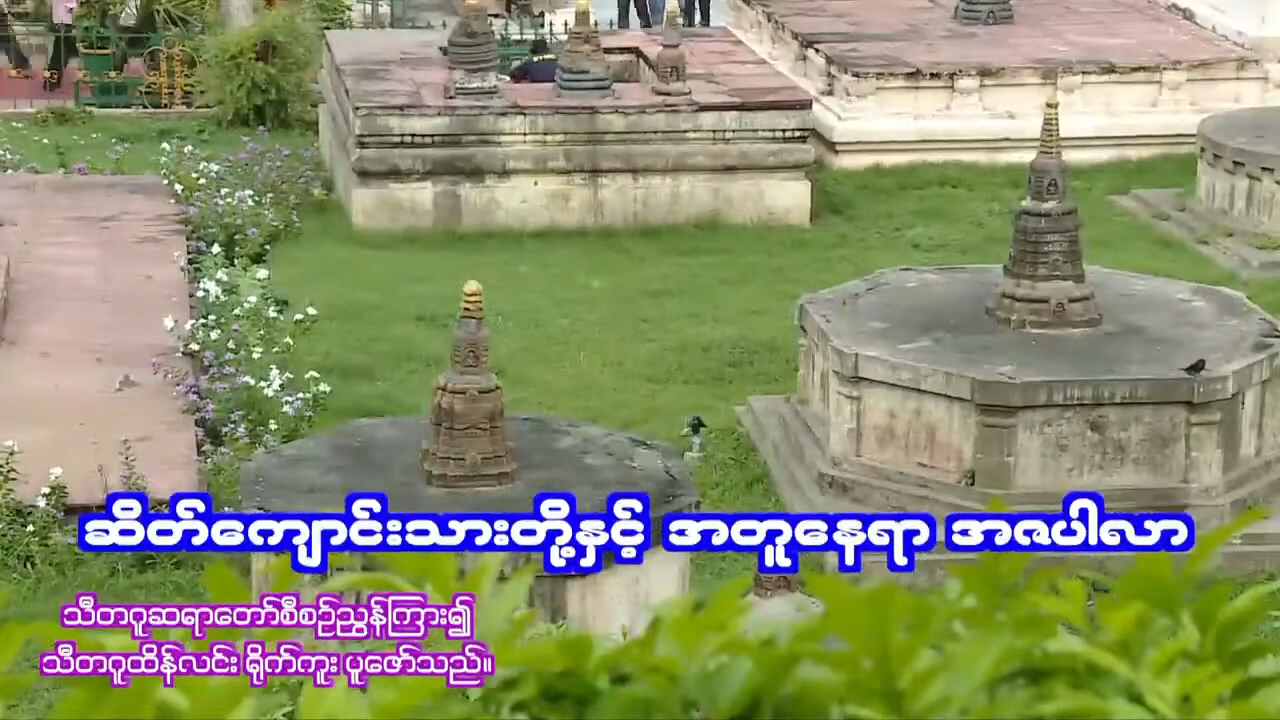 ဆိတ်ကျောင်းသားတို့နှင့် အတူနေရာ အဇပါလာ
သီတဂူဆရာတော်စီစဉ်ညွှန်ကြား၍
သီတဂူထိန်လင်း ရိုက်ကူး ပူဇော်သည်။